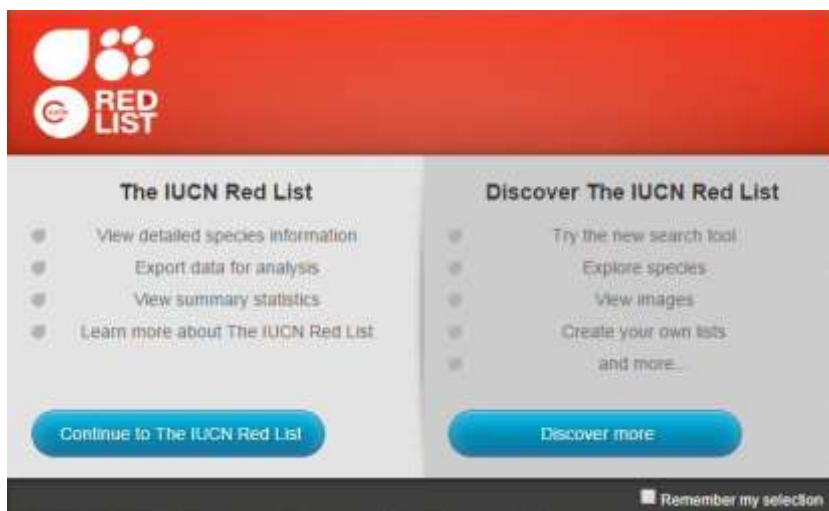 IUCN
RED
LIST
The IUCN Red List
View detailed species information
Export data for analysis
View summary statistics
Learn more about The IUCN Red List
Continue to The IUCN Red List
Discover The IUCN Red List
Try the new search tool
Explore species
View images
Create your own lists
and more...
Discover more
Remember my selection